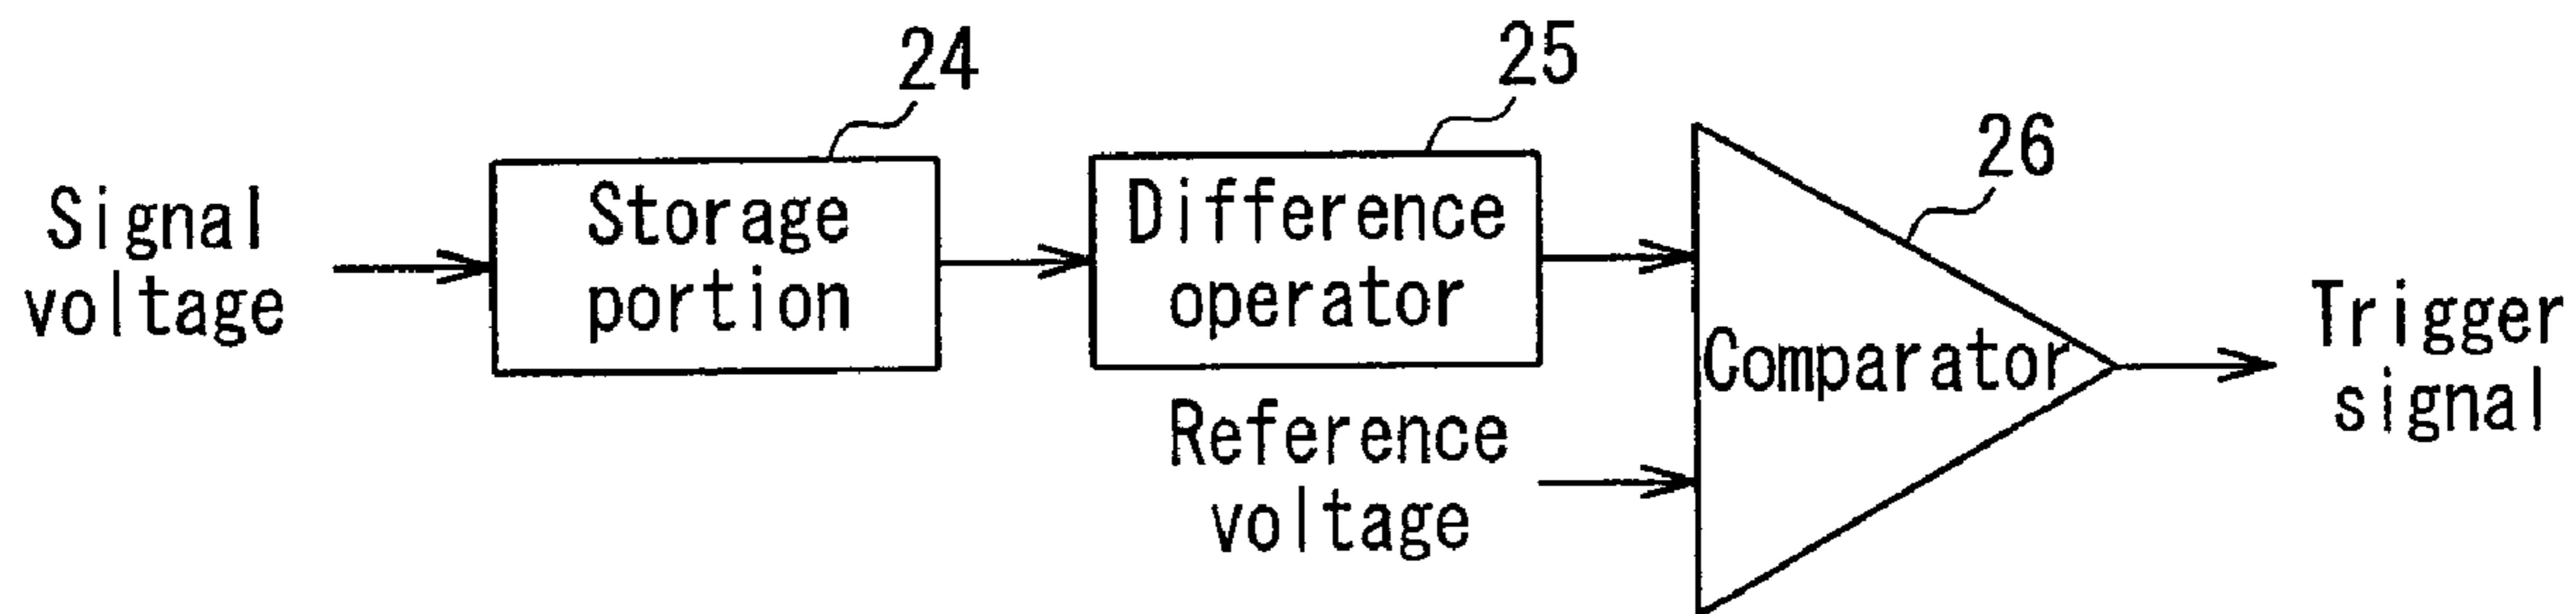 24
25
26
Signal
voltage
Storage
portion
Difference
operator
Reference
voltage
Comparator
Trigger
signal